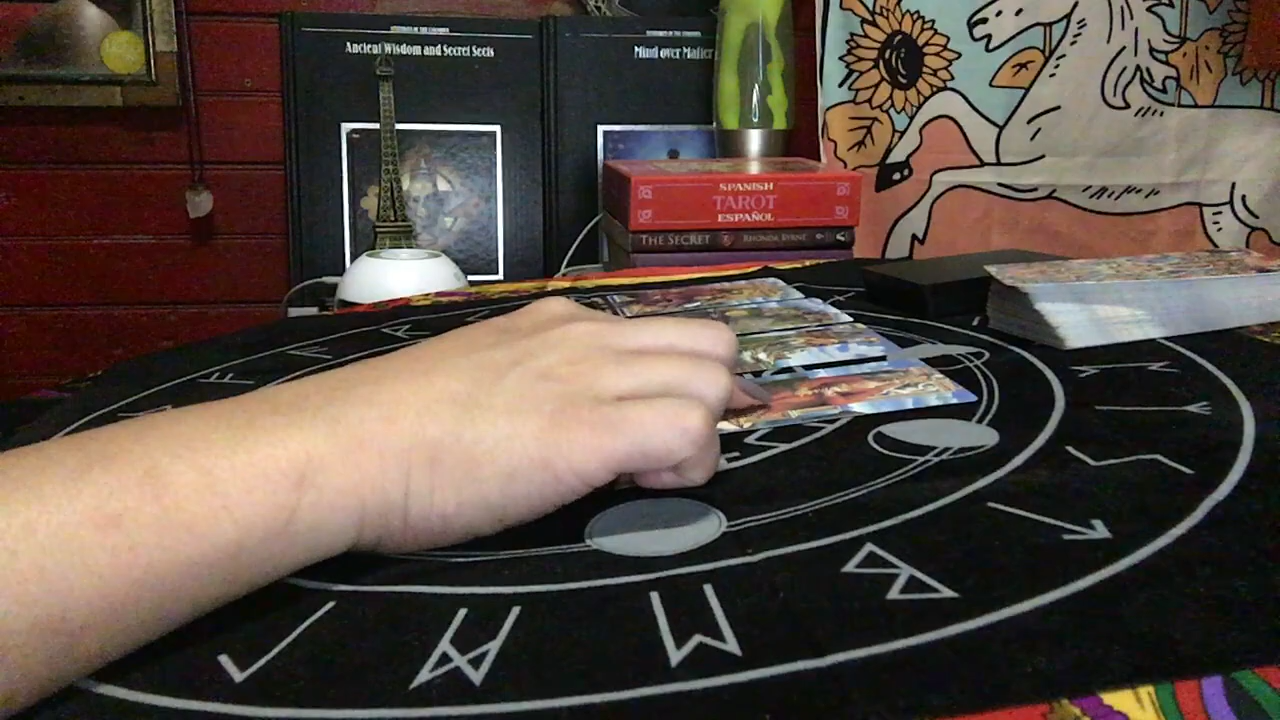 Ancient Wisdom and Secret Sects
Mind over Matter
SPANISH
TAROT
ESPAÑOL
THE SECRET RHONDA BYRNE